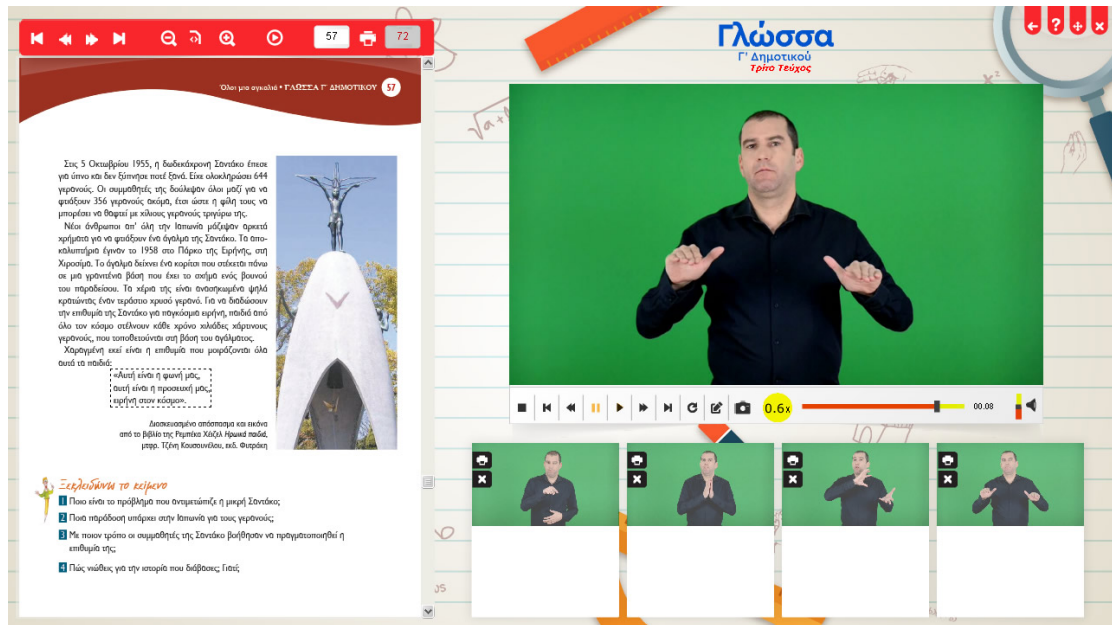 57
72
Γλώσσα
Γ' Δημοτικού
Τρίτο Τεύχος
Όλοι μια αγκαλιά • ΓΛΩΣΣΑ Γ΄ ΔΗΜΟΤΙΚΟΥ 57
Στις 5 Οκτωβρίου 1955, η δωδεκάχρονη Σαντάκο έπεσε
για ύπνο και δεν ξύπνησε ποτέ ξανά. Είχε ολοκληρώσει 644
γερανούς. Οι συμμαθητές της δούλεψαν όλοι μαζί για να
φτιάξουν 356 γερανούς ακόμα, έτσι ώστε η φίλη τους να
μπορέσει να θαφτεί με χίλιους γερανούς τριγύρω της.
Νέοι άνθρωποι απ' όλη την Ιαπωνία μάζεψαν αρκετά
χρήματα για να φτιάξουν ένα άγαλμα της Σαντάκο. Τα απο-
καλυπτήρια έγιναν το 1958 στο Πάρκο της Ειρήνης, στη
Χιροσίμα. Το άγαλμα δείχνει ένα κορίτσι που στέκεται πάνω
σε μια γρανιτένια βάση που έχει το σχήμα ενός βουνού
του παραδείσου. Τα χέρια της είναι ανασηκωμένα ψηλά
κρατώντας έναν τεράστιο χρυσό γερανό. Για να διαδώσουν
την επιθυμία της Σαντάκο για παγκόσμια ειρήνη, παιδιά από
όλο τον κόσμο στέλνουν κάθε χρόνο χιλιάδες χάρτινους
γερανούς, που τοποθετούνται στη βάση του αγάλματος.
Χαραγμένη εκεί είναι η επιθυμία που μοιράζονται όλα
αυτά τα παιδιά:
«Αυτή είναι η φωνή μας,
αυτή είναι η προσευχή μας,
ειρήνη στον κόσμο».
Διασκευασμένο απόσπασμα και εικόνα
από το βιβλίο της Ρεμπέκα Χέιζελ Ηρωικά παιδιά,
μτφρ. Τζένη Κουσουνέλου, εκδ. Φυτράκη
Ξεκλειδώνω το κείμενο
1 Ποιο είναι το πρόβλημα που αντιμετώπιζε η μικρή Σαντάκο;
2 Ποια παράδοση υπάρχει στην Ιαπωνία για τους γερανούς;
3 Με ποιον τρόπο οι συμμαθητές της Σαντάκο βοήθησαν να πραγματοποιηθεί η
επιθυμία της;
4 Πώς νιώθεις για την ιστορία που διάβασες; Γιατί;
0.6x
00.08